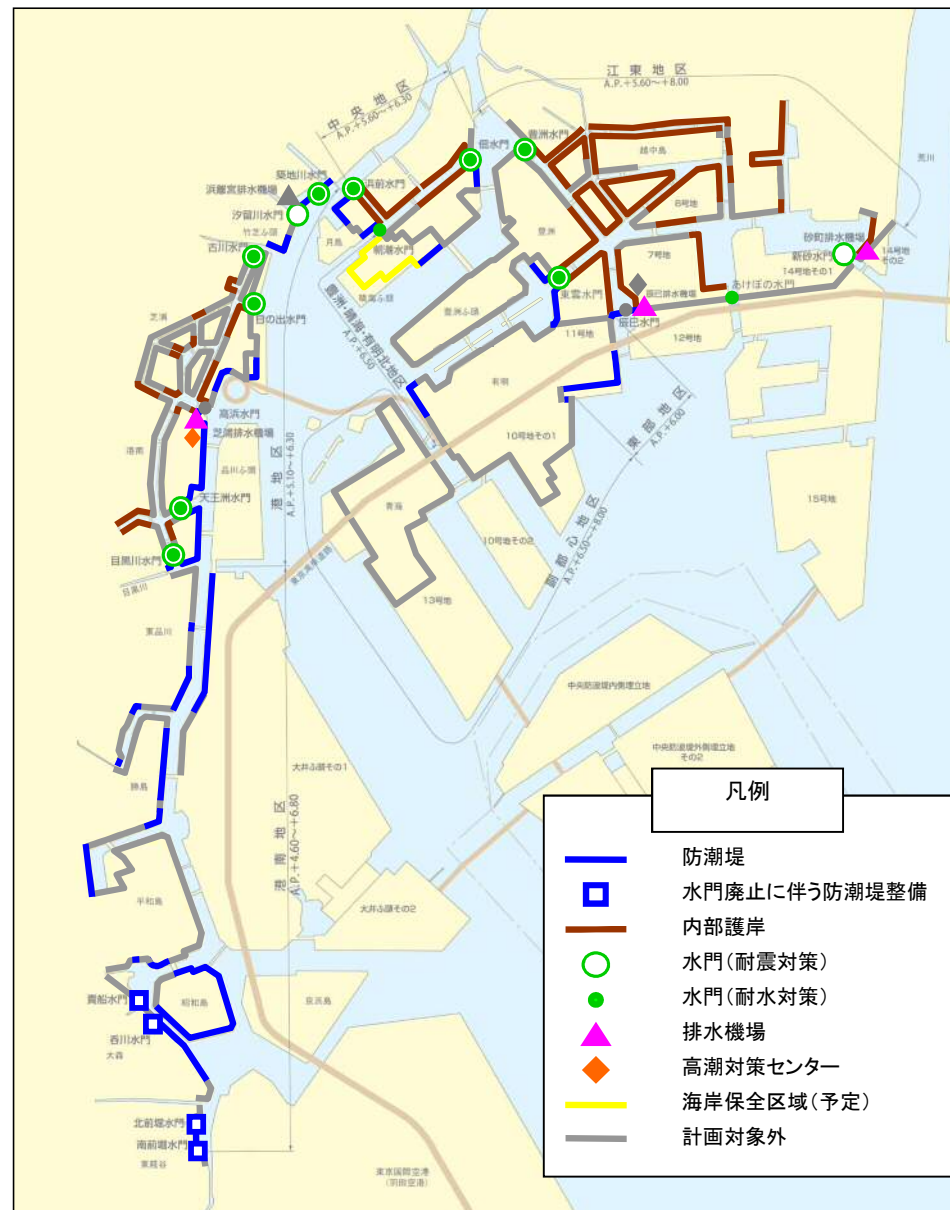 江東地区
A.P.+5.60～+8.00
中央地区
A.P.+5.60～+6.30
豊洲水門
佃水門
越中島
荒川
築地川水門
浜離宮排水機場
浜前水門
汐留川水門
竹芝ふ頭
月島
朝潮水門
豊洲
6号地
砂町排水機場
14号地その2
新砂水門
14号地その1
古川水門
7号地
晴海ふ頭
東雲水門
辰巳排水機場
あけぼの水門
日の出水門
芝浦
豊洲ふ頭
辰巳水門
11号地
12号地
豊洲・晴海・有明北地区
A.P.+6.50
有明
高浜水門
芝浦排水機場
東部地区
A.P.+6.00
港南
品川ふ頭
港地区
A.P.+5.10～+6.30
10号地その1
15号地
青海
天王洲水門
10号地その2
副都心地区
A.P.+6.50～+8.00
目黒川水門
目黒川
東京湾岸道路
13号地
東品川
中央防波堤内側埋立地
中央防波堤外側埋立地
その2
大井ふ頭その1
勝島
港南地区
A.P.+4.60～+6.80
平和島
大井ふ頭その2
貴船水門
昭和島
京浜島
呑川水門
大森
北前堀水門
南前堀水門
東糀谷
東京国際空港
(羽田空港)
凡例
防潮堤
水門廃止に伴う防潮堤整備
内部護岸
水門(耐震対策)
水門(耐水対策)
排水機場
高潮対策センター
海岸保全区域(予定)
計画対象外